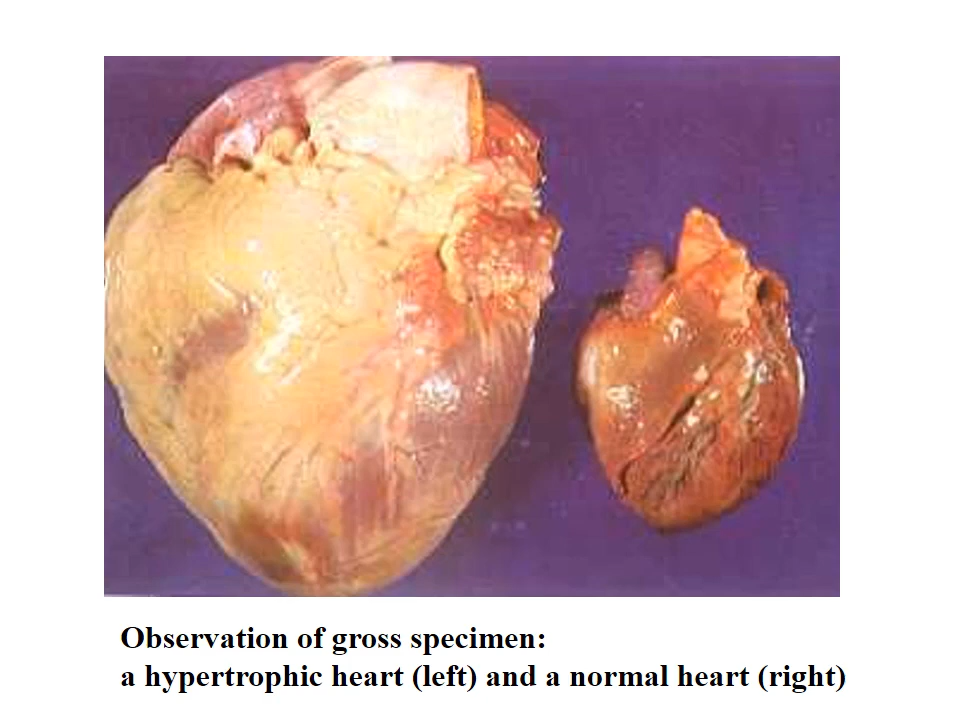 Observation of gross specimen:
a hypertrophic heart (left) and a normal heart (right)